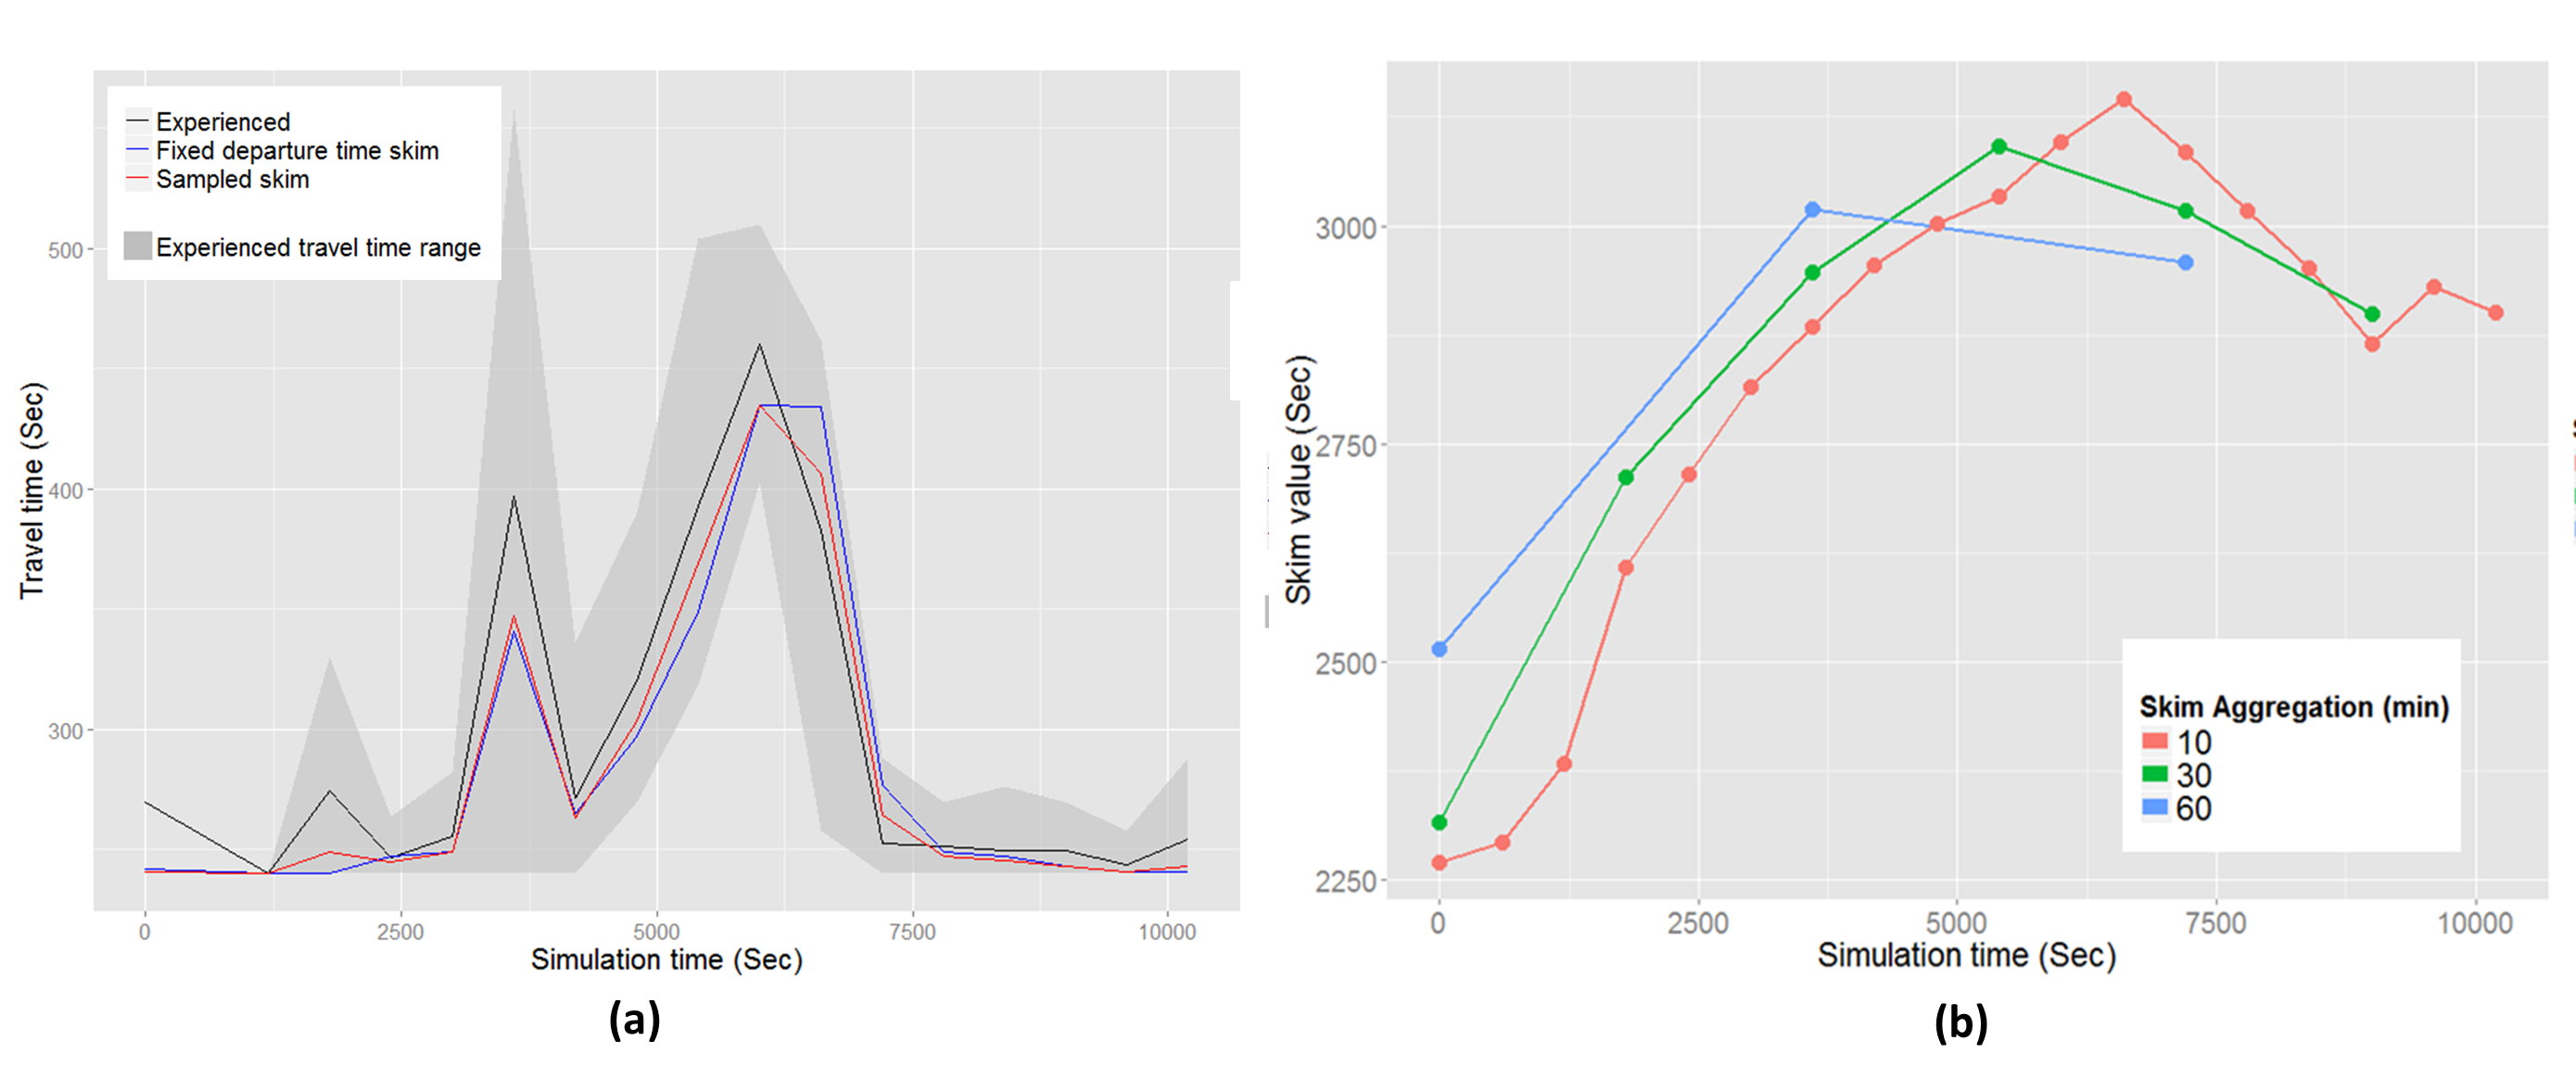 Experienced
Fixed departure time skim
Sampled skim
Experienced travel time range
500
400
300
Travel time (Sec)
0 2500 5000 7500 10000
Simulation time (Sec)
(a)
3000
2750
2500
2250
Skim value (Sec)
Skim Aggregation (min)
10
30
60
0 2500 5000 7500 10000
Simulation time (Sec)
(b)